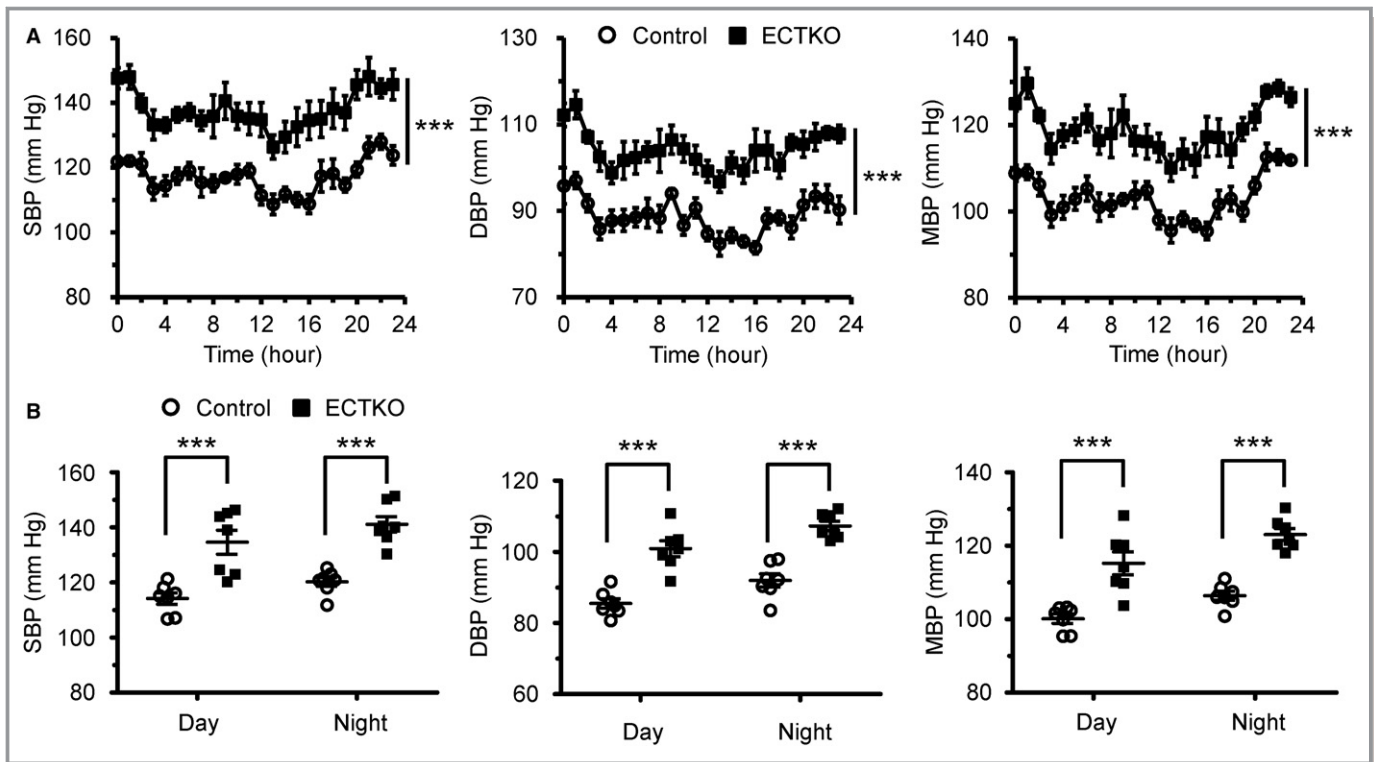 A
Control ECTKO
SBP (mm Hg)
160
140
120
100
80
0 4 8 12 16 20 24
Time (hour)
***
DBP (mm Hg)
130
110
90
70
0 4 8 12 16 20 24
Time (hour)
***
MBP (mm Hg)
140
120
100
80
0 4 8 12 16 20 24
Time (hour)
***
B
Control ECTKO
SBP (mm Hg)
160
140
120
100
80
*** ***
Day Night
DBP (mm Hg)
120
100
80
60
*** ***
Day Night
MBP (mm Hg)
140
120
100
80
*** ***
Day Night